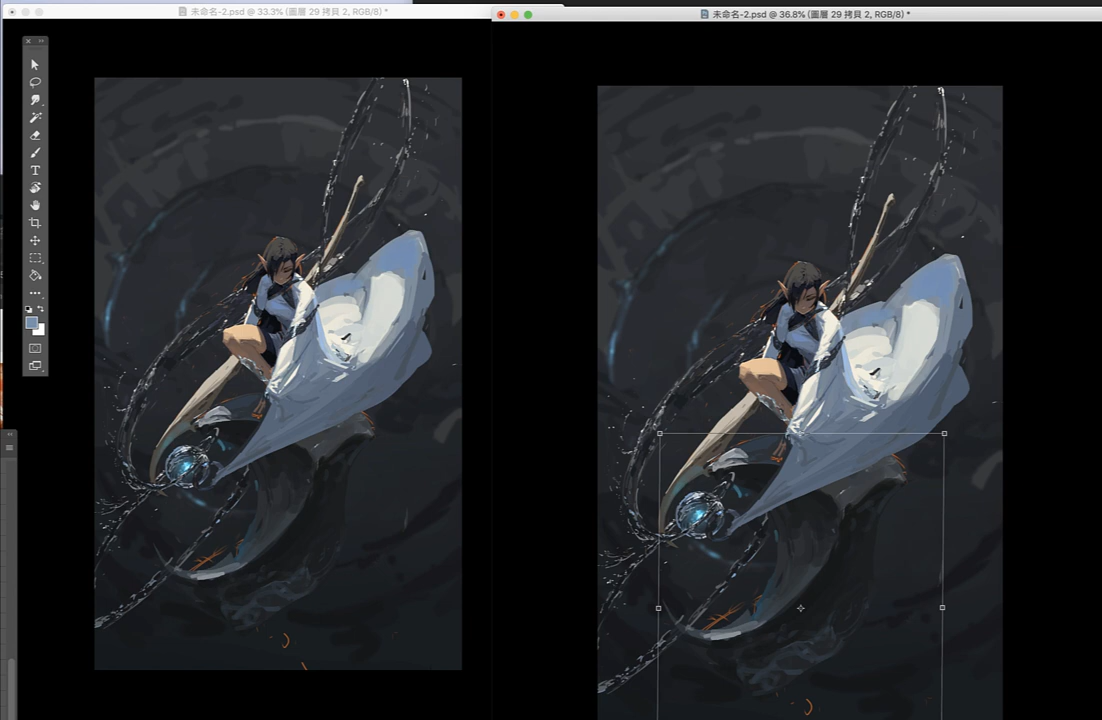 未命名-2.psd @ 33.3% (圖層 29 拷貝 2, RGB/8) *
未命名-2.psd @ 36.8% (圖層 29 拷貝 2, RGB/8) *